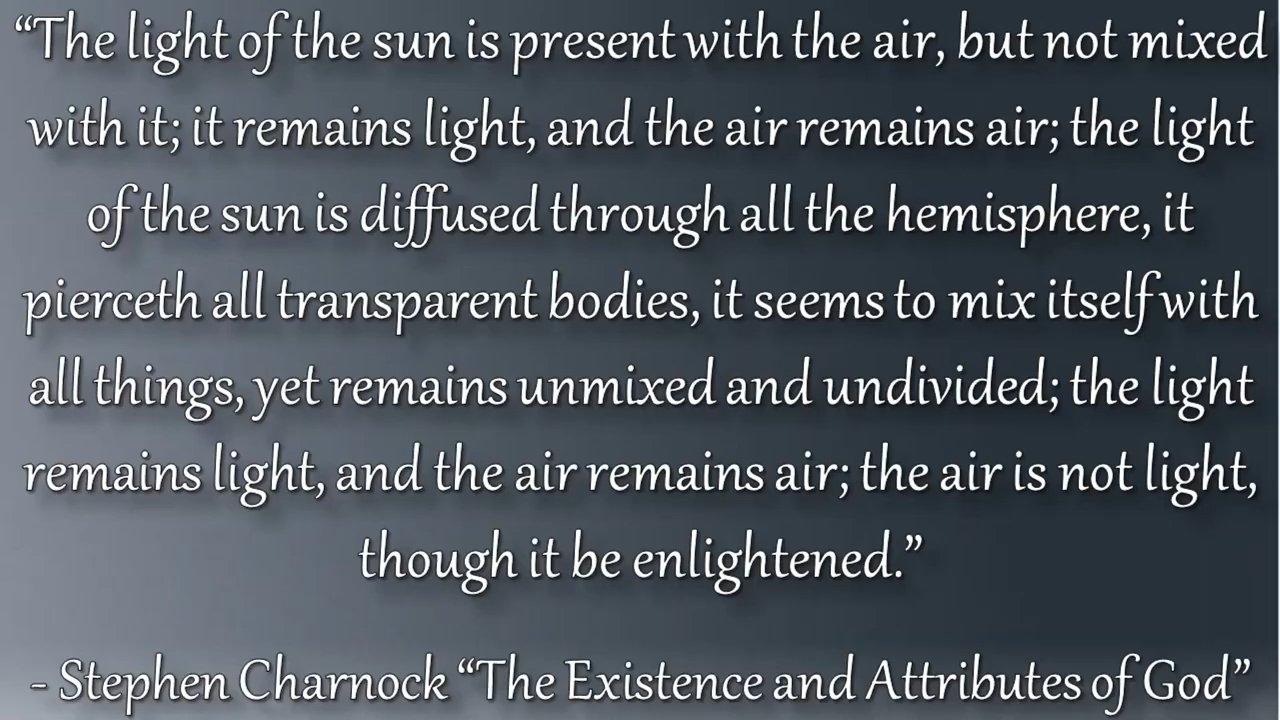 “The light of the sun is present with the air, but not mixed
with it; it remains light, and the air remains air; the light
of the sun is diffused through all the hemisphere, it
pierceth all transparent bodies, it seems to mix itself with
all things, yet remains unmixed and undivided; the light
remains light, and the air remains air; the air is not light,
though it be enlightened.”
- Stephen Charnock “The Existence and Attributes of God”